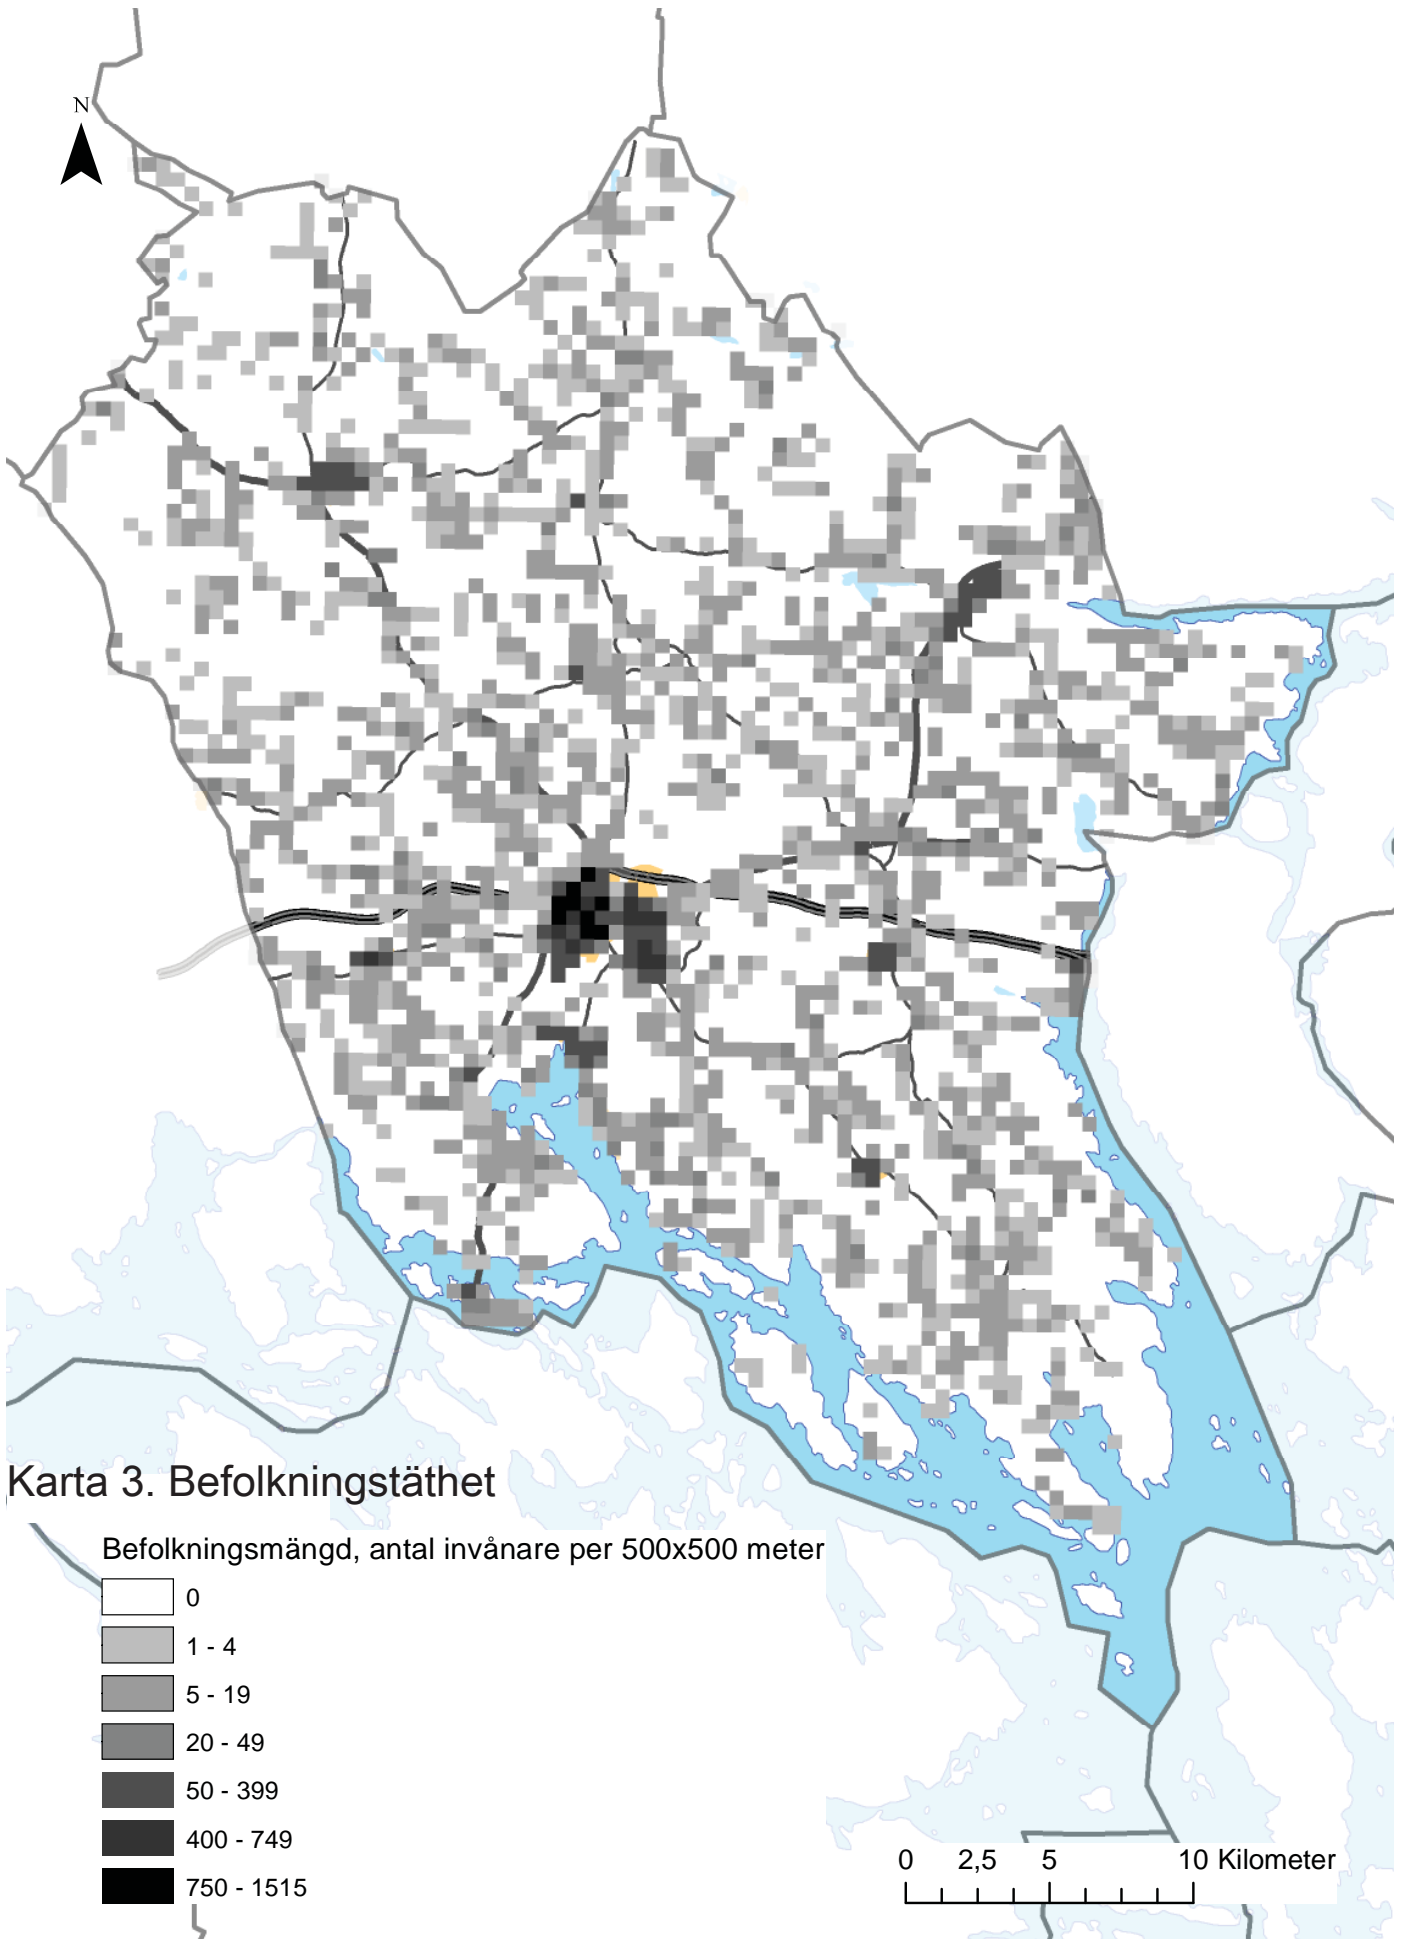 N
Karta 3. Befolkningstäthet
Befolkningsmängd, antal invånare per 500x500 meter
0
1 - 4
5 - 19
20 - 49
50 - 399
400 - 749
750 - 1515
0 2,5 5 10 Kilometer